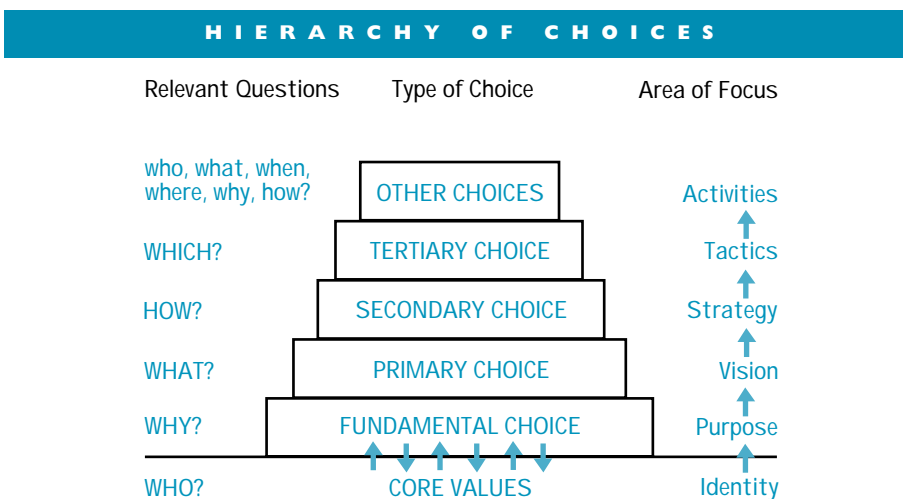 HIERARCHY OF CHOICES
Relevant Questions Type of Choice Area of Focus
who, what, when,
where, why, how? OTHER CHOICES Activities
WHICH? TERTIARY CHOICE Tactics
HOW? SECONDARY CHOICE Strategy
WHAT? PRIMARY CHOICE Vision
WHY? FUNDAMENTAL CHOICE Purpose
WHO? CORE VALUES Identity